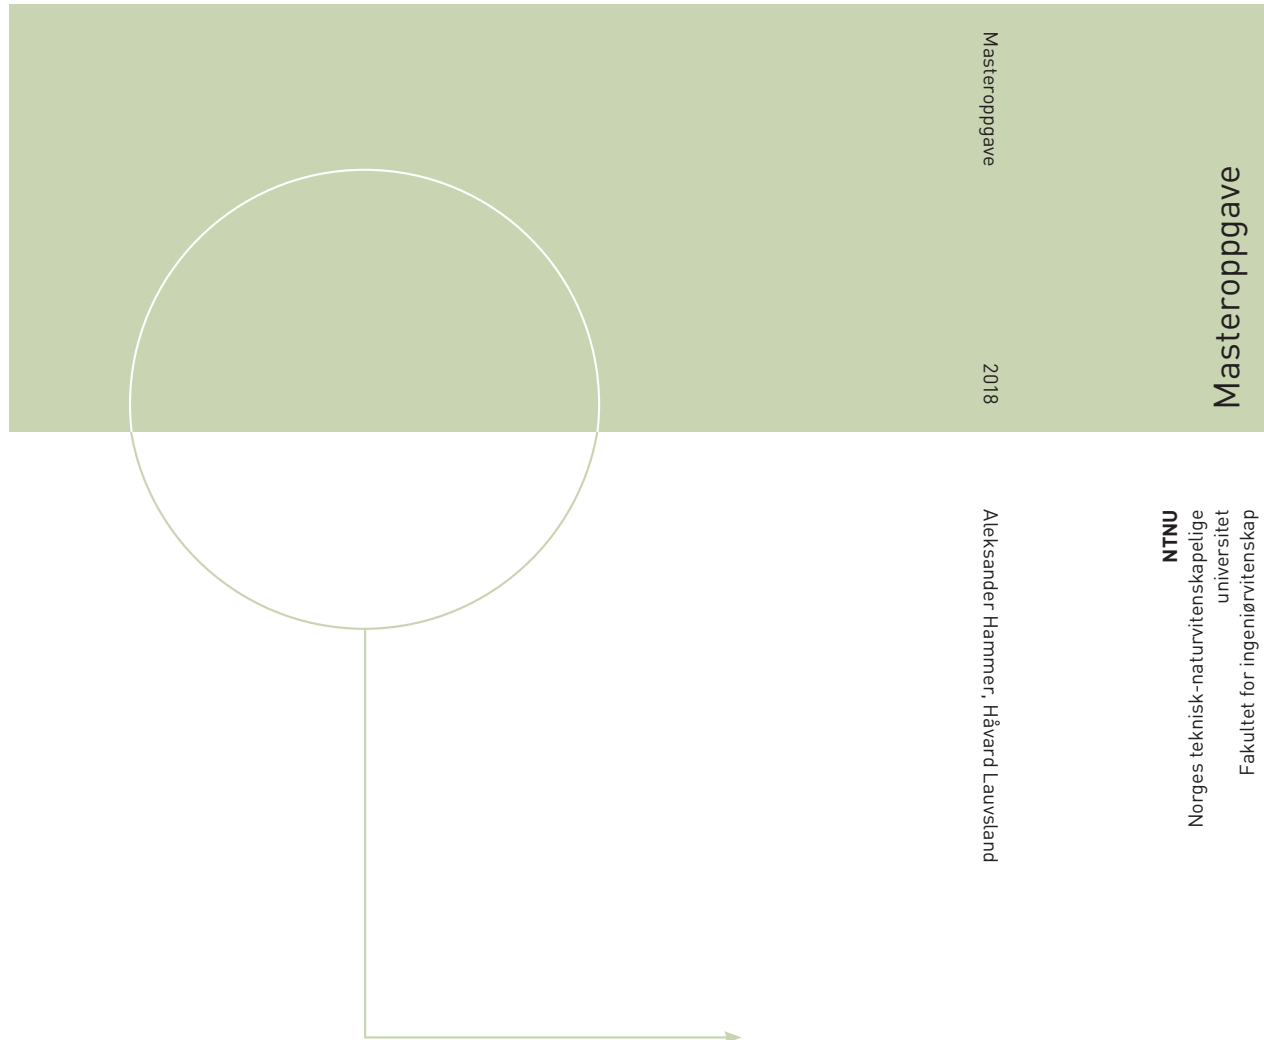 Masteroppgave
2018
Aleksander Hammer, Håvard Lauvsland
Masteroppgave
NTNU
Norges teknisk-naturvitenskapelige
universitet
Fakultet for ingeniørvitenskap